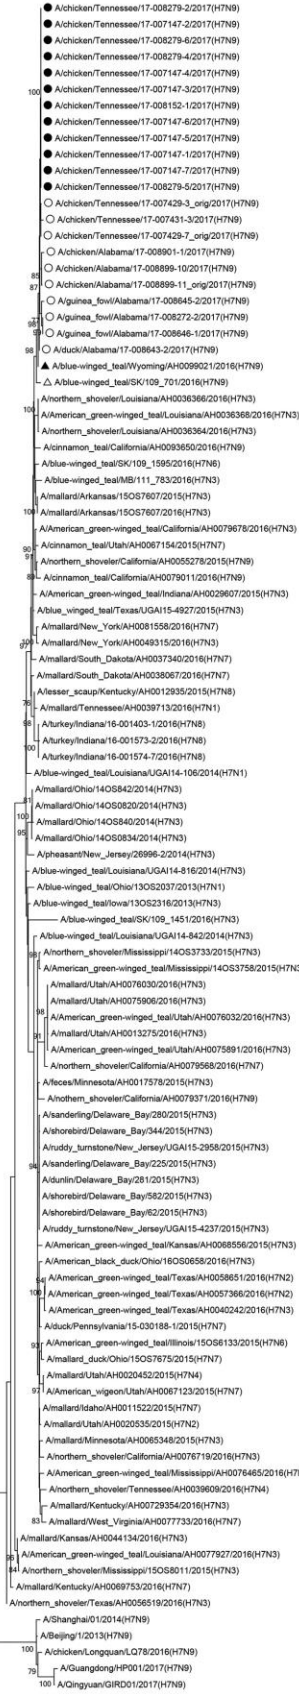 A/chicken/Tennessee/17-008279-2/2017(H7N9)
A/chicken/Tennessee/17-007147-2/2017(H7N9)
A/chicken/Tennessee/17-008279-6/2017(H7N9)
A/chicken/Tennessee/17-008279-4/2017(H7N9)
A/chicken/Tennessee/17-007147-4/2017(H7N9)
A/chicken/Tennessee/17-007147-3/2017(H7N9)
100
A/chicken/Tennessee/17-008152-1/2017(H7N9)
A/chicken/Tennessee/17-007147-6/2017(H7N9)
A/chicken/Tennessee/17-007147-5/2017(H7N9)
A/chicken/Tennessee/17-007147-1/2017(H7N9)
A/chicken/Tennessee/17-007147-7/2017(H7N9)
A/chicken/Tennessee/17-008279-5/2017(H7N9)
A/chicken/Tennessee/17-007429-3_orig/2017(H7N9)
A/chicken/Tennessee/17-007431-3/2017(H7N9)
A/chicken/Tennessee/17-007429-7_orig/2017(H7N9)
A/chicken/Alabama/17-008901-1/2017(H7N9)
A/chicken/Alabama/17-008899-10/2017(H7N9)
85
A/chicken/Alabama/17-008899-11_orig/2017(H7N9)
87
A/guinea_fowl/Alabama/17-008645-2/2017(H7N9)
A/guinea_fowl/Alabama/17-008272-2/2017(H7N9)
A/guinea_fowl/Alabama/17-008646-1/2017(H7N9)
A/duck/Alabama/17-008643-2/2017(H7N9)
98
A/blue-winged_teal/Wyoming/AH0099021/2016(H7N9)
A/blue-winged_teal/SK/109_701/2016(H7N9)
A/northern_shoveler/Louisiana/AH0036366/2016(H7N3)
100
A/American_green-winged_teal/Louisiana/AH0036368/2016(H7N3)
A/northern_shoveler/Louisiana/AH0036364/2016(H7N3)
A/cinnamon_teal/California/AH0093650/2016(H7N9)
A/blue-winged_teal/SK/109_1595/2016(H7N6)
A/blue-winged_teal/MB/111_783/2016(H7N3)
A/mallard/Arkansas/15OS7607/2015(H7N3)
100
A/mallard/Arkansas/15OS7607/2016(H7N3)
A/American_green-winged_teal/California/AH0079678/2016(H7N3)
A/cinnamon_teal/Utah/AH0067154/2015(H7N7)
90
A/northern_shoveler/California/AH0055278/2015(H7N9)
A/cinnamon_teal/California/AH0079011/2016(H7N9)
A/American_green-winged_teal/Indiana/AH0029607/2015(H7N3)
A/blue_winged_teal/Texas/UGAI15-4927/2015(H7N3)
A/mallard/New_York/AH0081558/2016(H7N7)
A/mallard/New_York/AH0049315/2016(H7N3)
100
97
A/mallard/South_Dakota/AH0037340/2016(H7N7)
A/mallard/South_Dakota/AH0038067/2016(H7N7)
A/lesser_scaup/Kentucky/AH0012935/2015(H7N8)
76
A/mallard/Tennessee/AH0039713/2016(H7N1)
98
A/turkey/Indiana/16-001403-1/2016(H7N8)
A/turkey/Indiana/16-001573-2/2016(H7N8)
100
A/turkey/Indiana/16-001574-7/2016(H7N8)
A/blue-winged_teal/Louisiana/UGAI14-106/2014(H7N1)
A/mallard/Ohio/14OS842/2014(H7N3)
81
A/mallard/Ohio/14OS0820/2014(H7N3)
100
A/mallard/Ohio/14OS840/2014(H7N3)
95
A/mallard/Ohio/14OS0834/2014(H7N3)
A/pheasant/New_Jersey/26996-2/2014(H7N3)
A/blue-winged_teal/Louisiana/UGAI14-816/2014(H7N3)
A/blue-winged_teal/Ohio/13OS2037/2013(H7N1)
A/blue-winged_teal/Iowa/13OS2316/2013(H7N3)
A/blue-winged_teal/SK/109_1451/2016(H7N3)
A/blue-winged_teal/Louisiana/UGAI14-842/2014(H7N3)
98
A/northern_shoveler/Mississippi/14OS3733/2015(H7N3)
A/American_green-winged_teal/Mississippi/14OS3758/2015(H7N3
A/mallard/Utah/AH0076030/2016(H7N3)
A/mallard/Utah/AH0075906/2016(H7N3)
98
A/American_green-winged_teal/Utah/AH0076032/2016(H7N3)
A/mallard/Utah/AH0013275/2016(H7N3)
91
A/American_green-winged_teal/Utah/AH0075891/2016(H7N3)
A/northern_shoveler/California/AH0079568/2016(H7N7)
A/feces/Minnesota/AH0017578/2015(H7N3)
A/nothern_shoveler/California/AH0079371/2016(H7N9)
A/sanderling/Delaware_Bay/280/2015(H7N3)
A/shorebird/Delaware_Bay/344/2015(H7N3)
A/ruddy_turnstone/New_Jersey/UGAI15-2958/2015(H7N3)
94
A/sanderling/Delaware_Bay/225/2015(H7N3)
A/dunlin/Delaware_Bay/281/2015(H7N3)
A/shorebird/Delaware_Bay/582/2015(H7N3)
A/shorebird/Delaware_Bay/62/2015(H7N3)
A/ruddy_turnstone/New_Jersey/UGAI15-4237/2015(H7N3)
A/American_green-winged_teal/Kansas/AH0068556/2015(H7N3)
A/American_black_duck/Ohio/16OS0658/2016(H7N3)
94
A/American_green-winged_teal/Texas/AH0058651/2016(H7N2)
100
A/American_green-winged_teal/Texas/AH0057366/2016(H7N2)
A/American_green-winged_teal/Texas/AH0040242/2016(H7N3)
A/duck/Pennsylvania/15-030188-1/2015(H7N7)
93
A/American_green-winged_teal/Illinois/15OS6133/2015(H7N6)
A/mallard_duck/Ohio/15OS7675/2015(H7N7)
A/mallard/Utah/AH0020452/2015(H7N4)
97
A/American_wigeon/Utah/AH0067123/2015(H7N7)
A/mallard/Idaho/AH0011522/2015(H7N7)
A/mallard/Utah/AH0020535/2015(H7N2)
A/mallard/Minnesota/AH0065348/2015(H7N3)
A/northern_shoveler/California/AH0076719/2016(H7N3)
A/American_green-winged_teal/Mississippi/AH0076465/2016(H7
A/northern_shoveler/Tennessee/AH0039609/2016(H7N4)
A/mallard/Kentucky/AH00729354/2016(H7N3)
83
A/mallard/West_Virginia/AH0077733/2016(H7N7)
A/mallard/Kansas/AH0044134/2016(H7N3)
96
A/American_green-winged_teal/Louisiana/AH0077927/2016(H7N3)
84
A/northern_shoveler/Mississippi/15OS8011/2015(H7N3)
A/mallard/Kentucky/AH0069753/2016(H7N7)
A/northern_shoveler/Texas/AH0056519/2016(H7N3)
A/Shanghai/01/2014(H7N9)
A/Beijing/1/2013(H7N9)
100
A/chicken/Longquan/LQ78/2016(H7N9)
A/Guangdong/HP001/2017(H7N9)
79
100
A/Qingyuan/GIRD01/2017(H7N9)